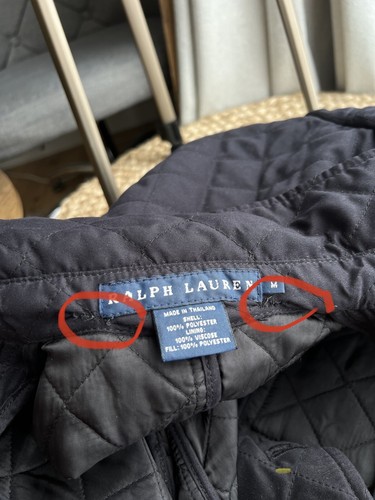 RALPH LAUREN
M
MADE IN THAILAND
SHELL:
100% POLYESTER
LINING:
100% VISCOSE
FILL: 100% POLYESTER